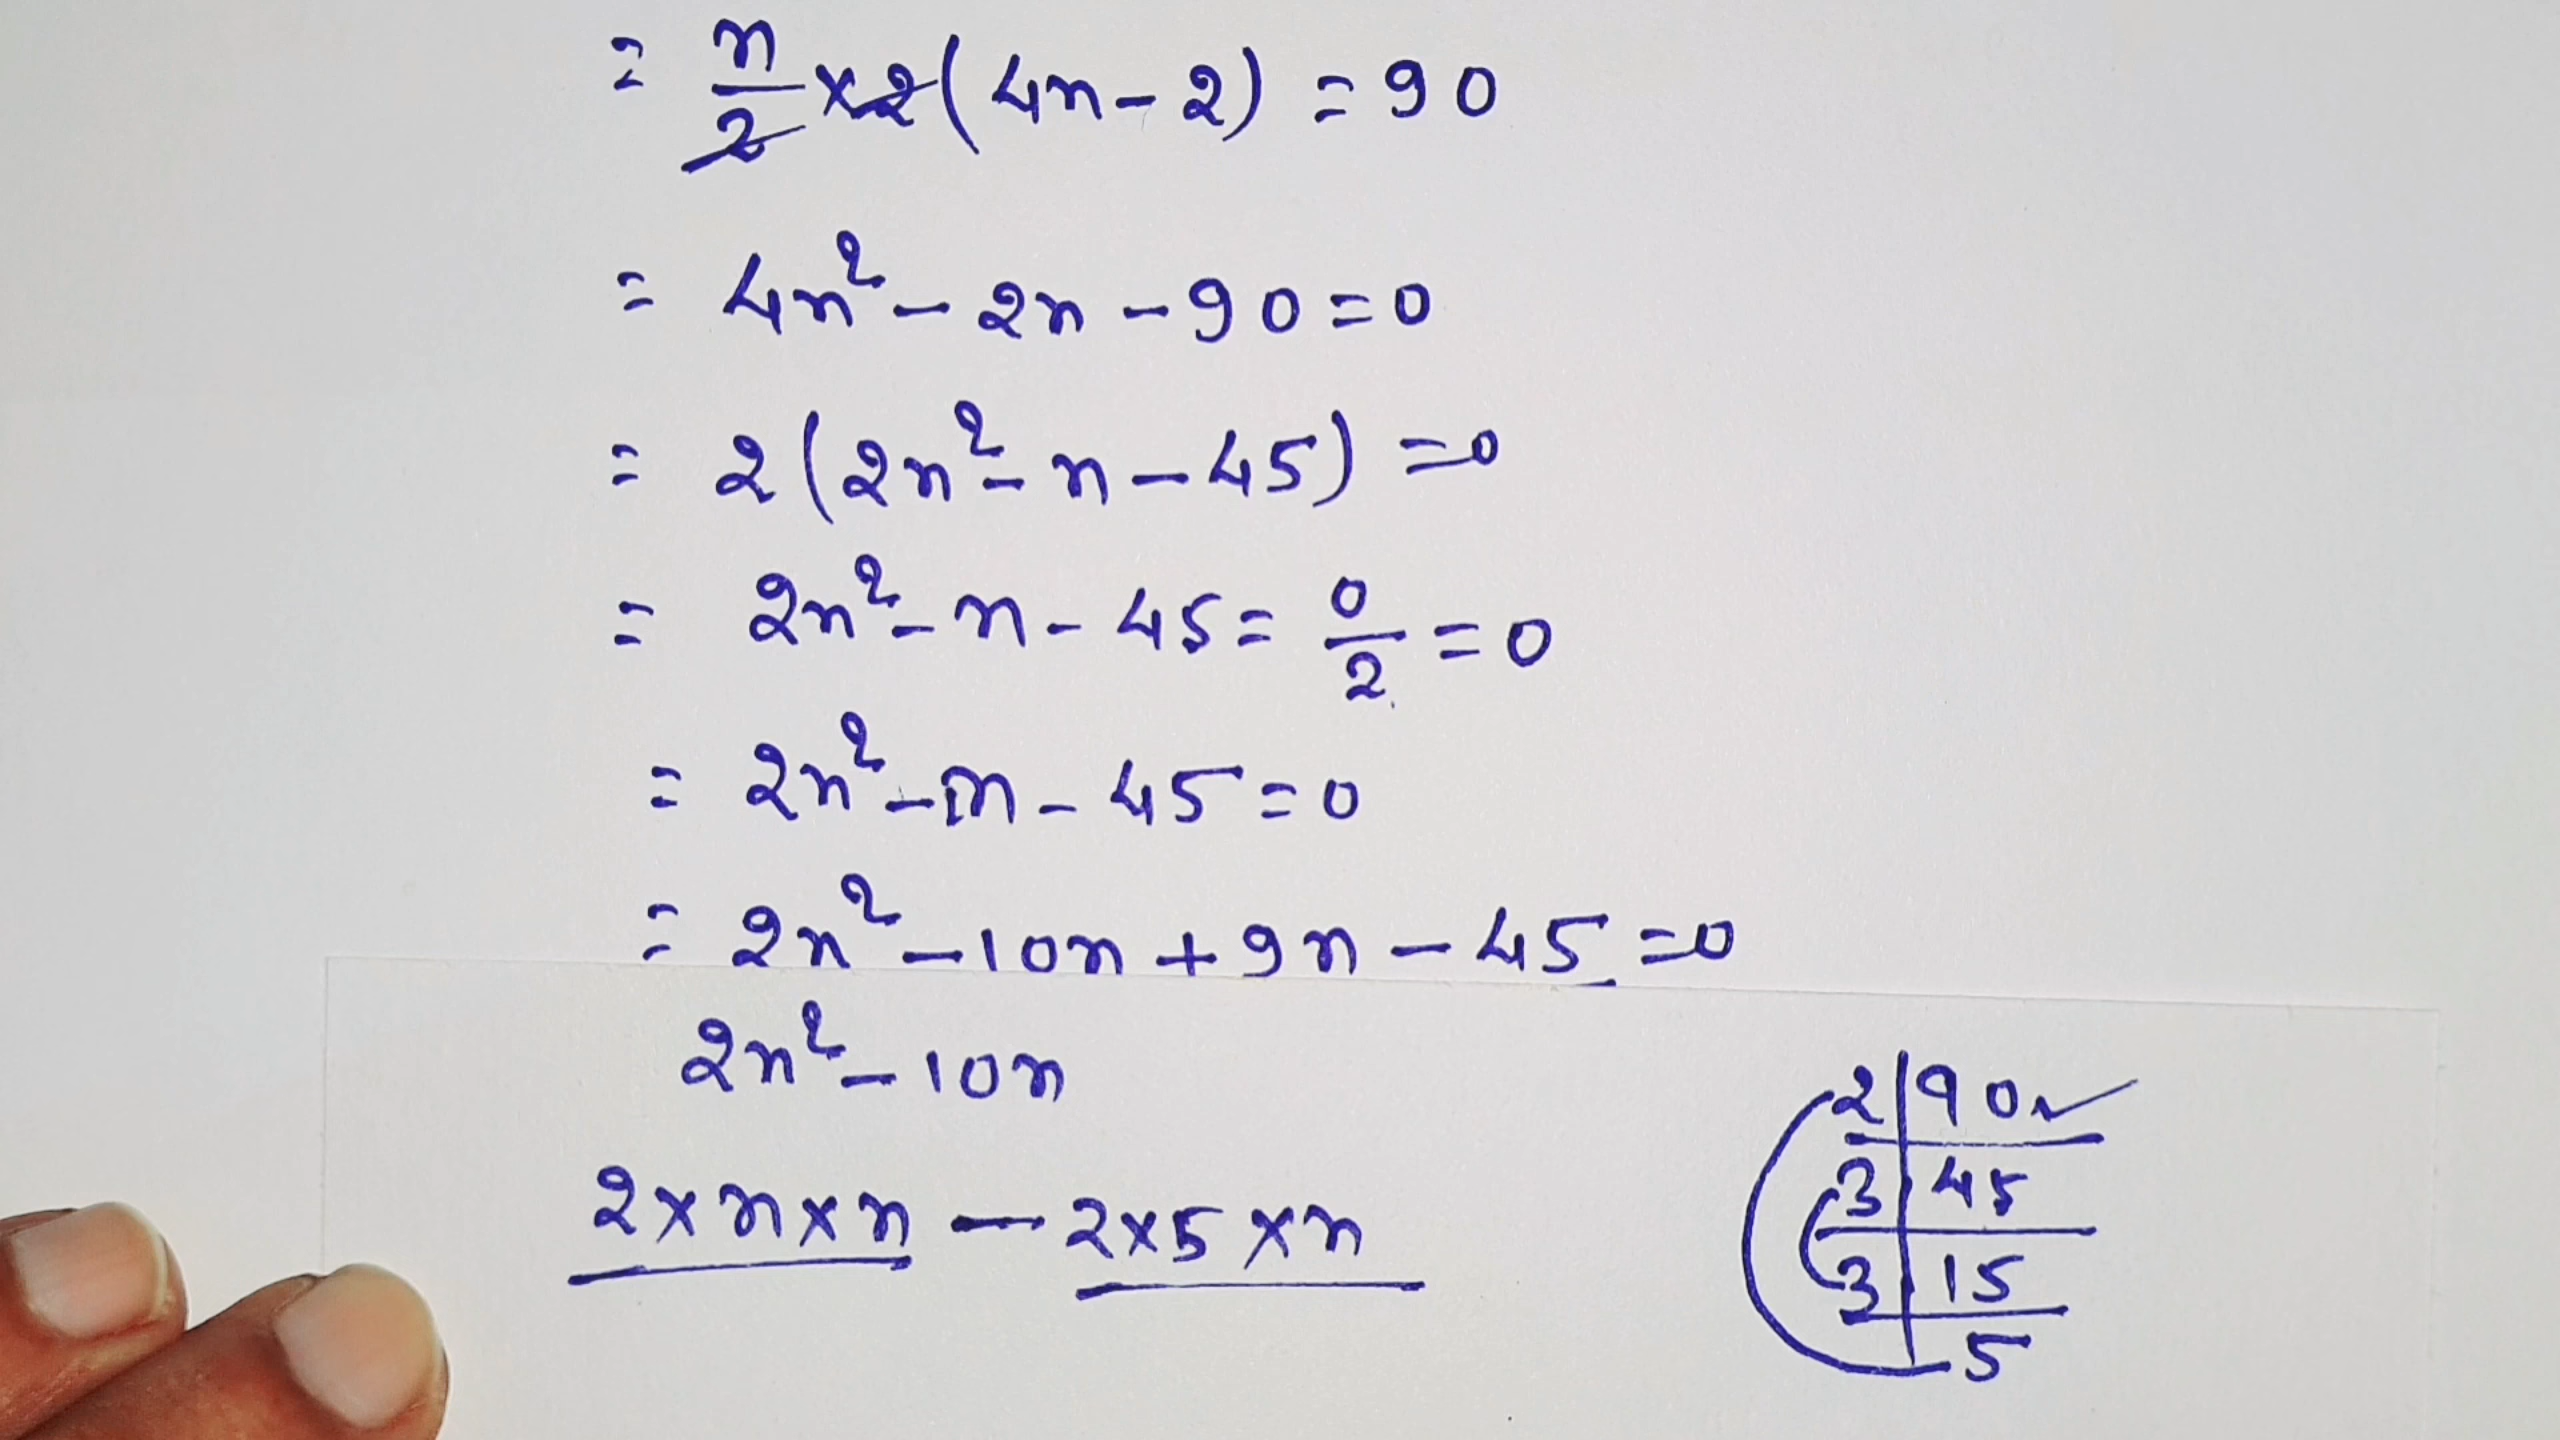 = n/2 × 2 ( 4n - 2 ) = 90
= 4n² - 2n - 90 = 0
= 2 ( 2n² - n - 45 ) = 0
= 2n² - n - 45 = 0/2 = 0
= 2n² - n - 45 = 0
= 2n² - 10n + 9n - 45 = 0
2n² - 10n
2 × n × n - 2 × 5 × n
2 | 90 ✓
3 | 45
3 | 15
5